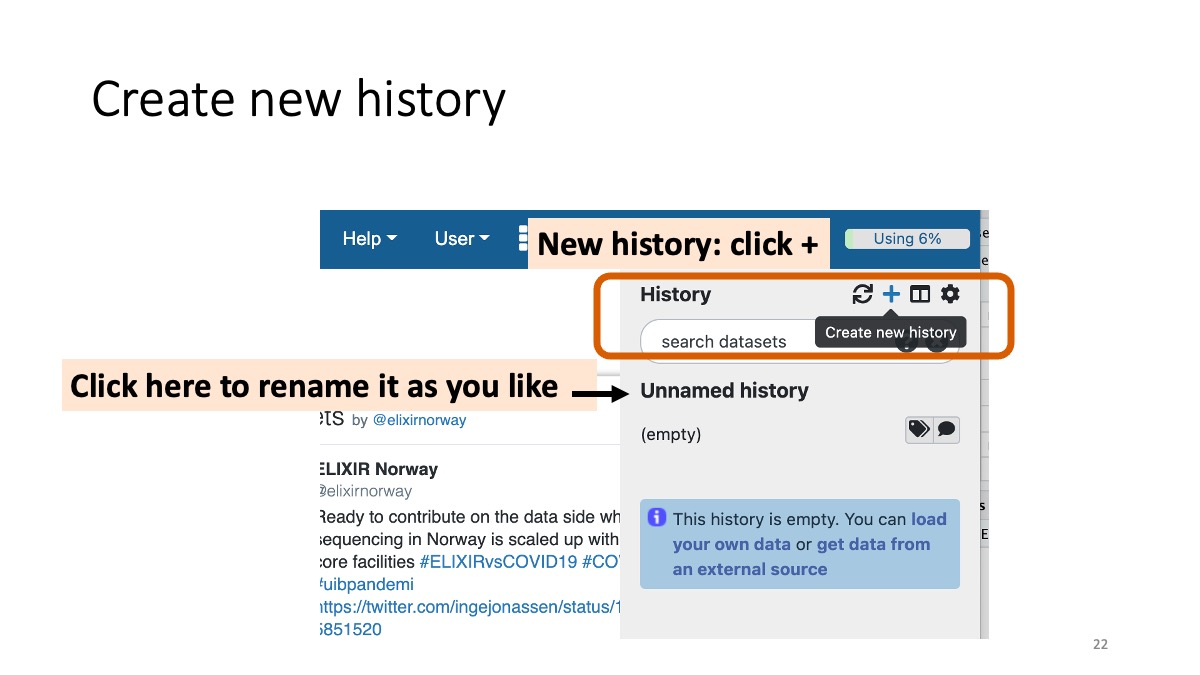 Create new history
Help User
New history: click +
Using 6%
History
Create new history
search datasets
Click here to rename it as you like
Unnamed history
(empty)
by @elixirnorway
ELIXIR Norway
@elixirnorway
Ready to contribute on the data side
sequencing in Norway is scaled up with
core facilities #ELIXIRvsCOVID19
#uibpandemi
https://twitter.com/ingejonassen/status/1
5851520
This history is empty. You can load
your own data or get data from
an external source
22